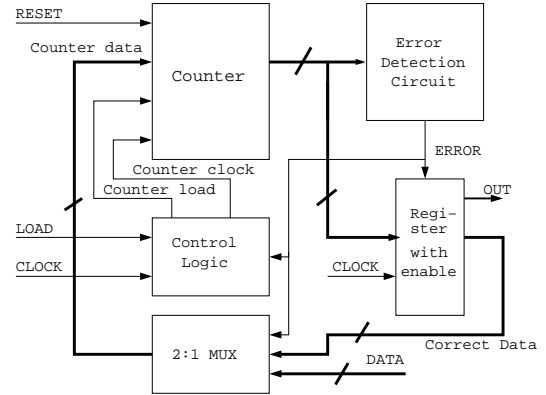 RESET
Counter data
Counter
Error
Detection
Circuit
ERROR
Counter clock
Counter load
OUT
Regi-
ster
with
enable
LOAD
CLOCK
Control
Logic
CLOCK
2:1 MUX
Correct Data
DATA